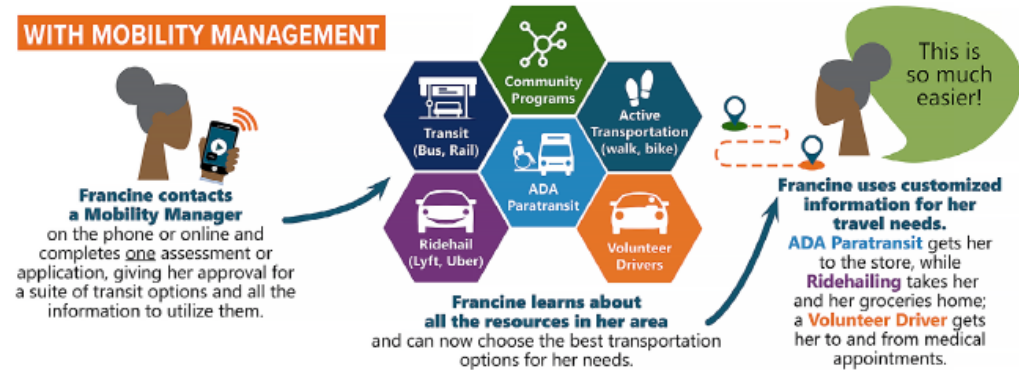 WITH MOBILITY MANAGEMENT
Francine contacts
a Mobility Manager
on the phone or online and
completes one assessment or
application, giving her approval for
a suite of transit options and all the
information to utilize them.
Community
Programs
Transit
(Bus, Rail)
Active
Transportation
(walk, bike)
ADA
Paratransit
Ridehail
(Lyft, Uber)
Volunteer
Drivers
Francine learns about
all the resources in her area
and can now choose the best transportation
options for her needs.
This is
so much
easier!
Francine uses customized
information for her
travel needs.
ADA Paratransit gets her
to the store, while
Ridehailing takes her
and her groceries home;
a Volunteer Driver gets
her to and from medical
appointments.